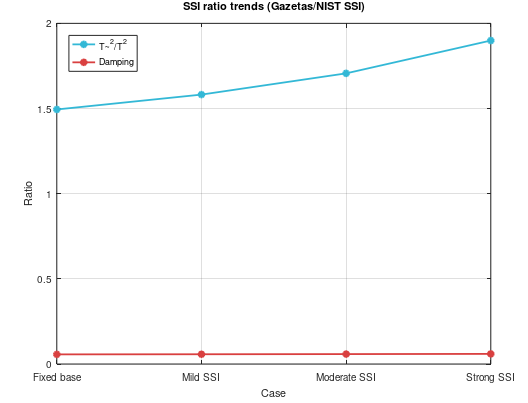 SSI ratio trends (Gazetas/NIST SSI)
2
1.5
1
0.5
0
Ratio
T~²/T²
Damping
Fixed base
Mild SSI
Moderate SSI
Strong SSI
Case